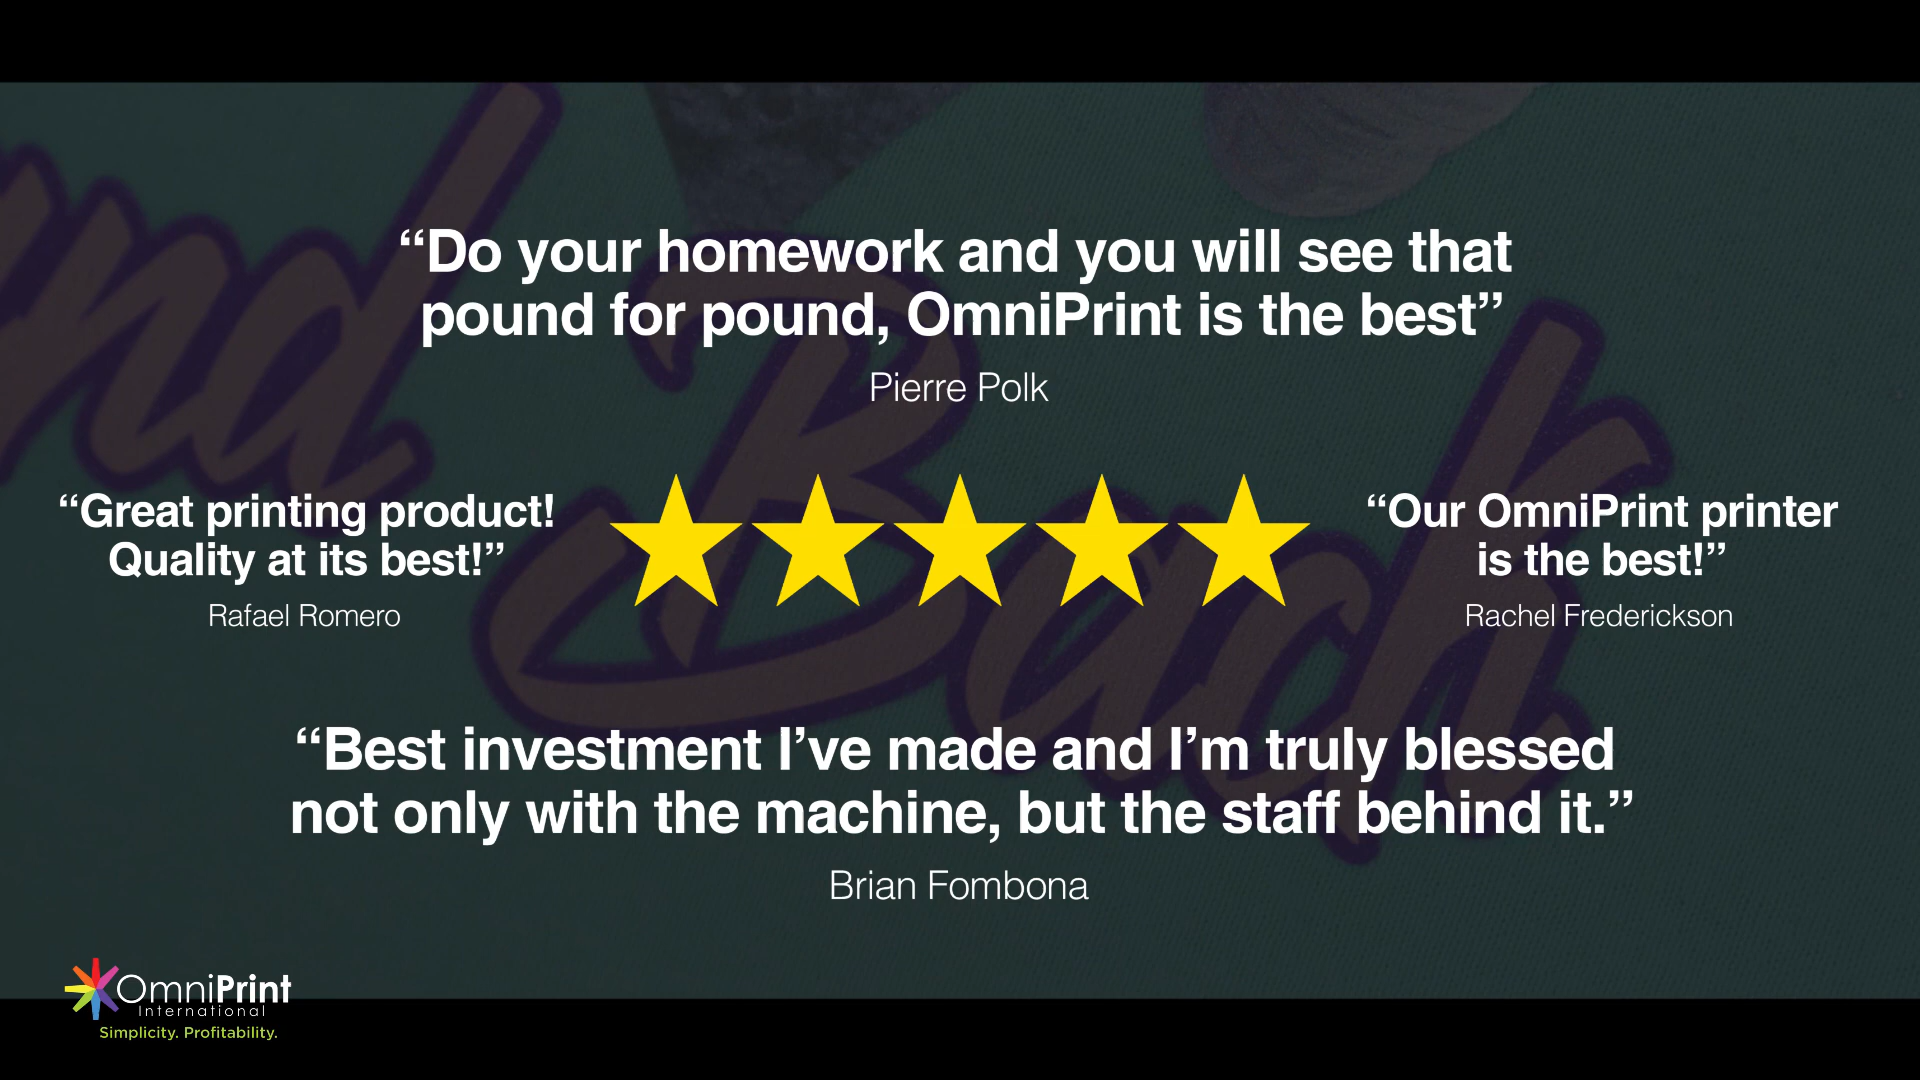 “Do your homework and you will see that
pound for pound, OmniPrint is the best”
Pierre Polk
“Great printing product!
Quality at its best!”
Rafael Romero
“Our OmniPrint printer
is the best!”
Rachel Frederickson
“Best investment I’ve made and I’m truly blessed
not only with the machine, but the staff behind it.”
Brian Fombona
OmniPrint
International
Simplicity. Profitability.
nd Back